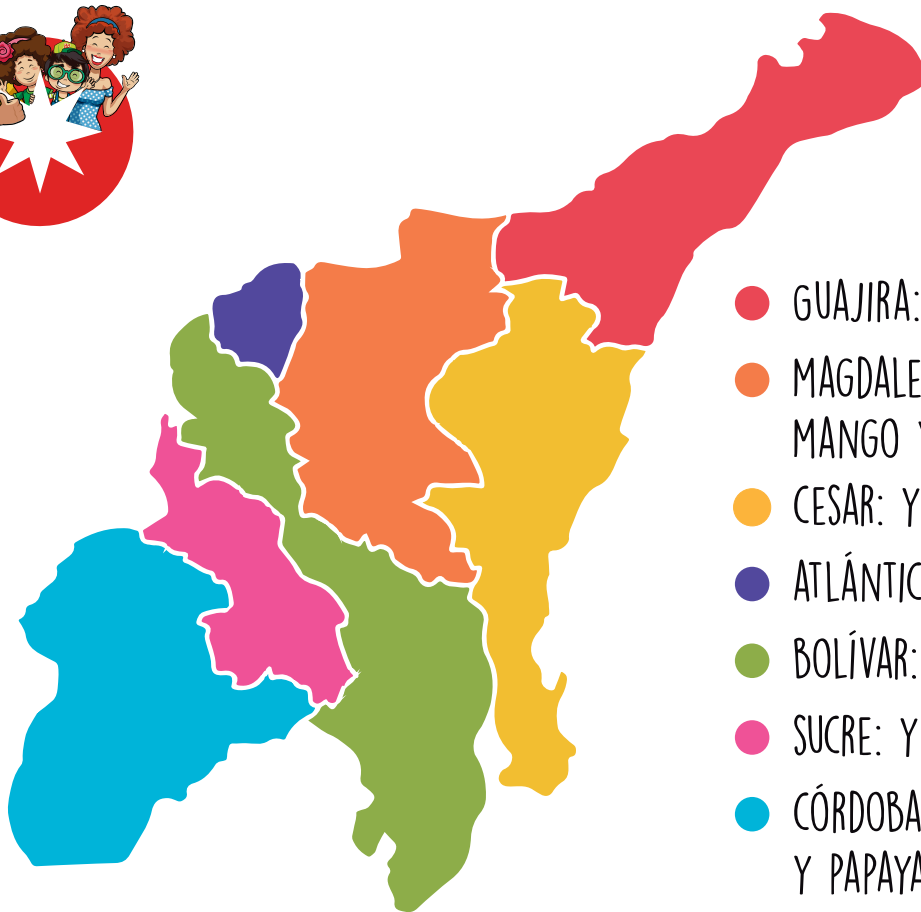 GUAJIRA:
MAGDALE
MANGO Y
CESAR: Y
ATLÁNTIC
BOLÍVAR:
SUCRE: Y
CÓRDOBA
Y PAPAYA